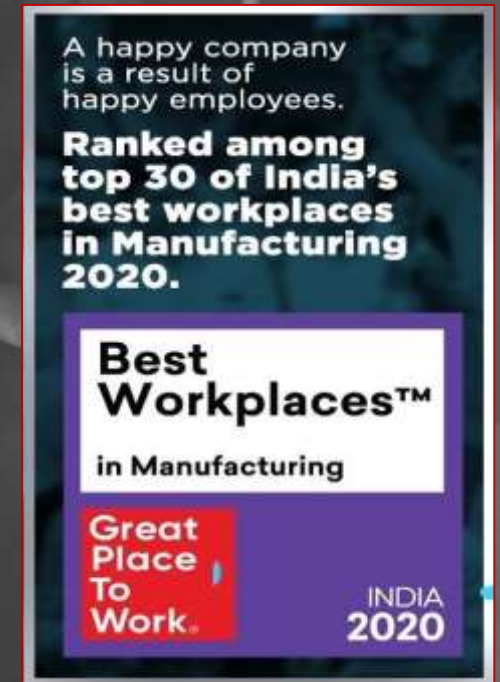 A happy company
is a result of
happy employees.
Ranked among
top 30 of India's
best workplaces
in Manufacturing
2020.
Best
Workplaces™
in Manufacturing
Great
Place
To
Work®
INDIA
2020